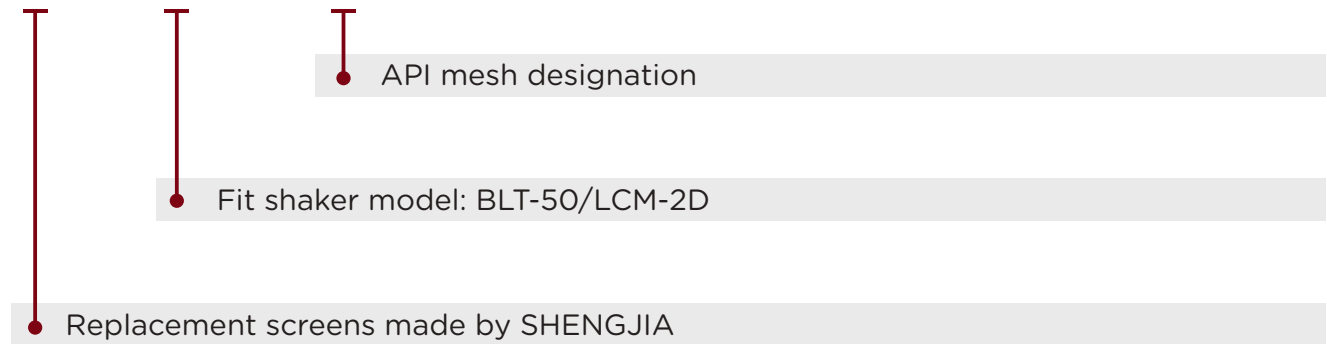 API mesh designation
Fit shaker model: BLT-50/LCM-2D
Replacement screens made by SHENGJIA